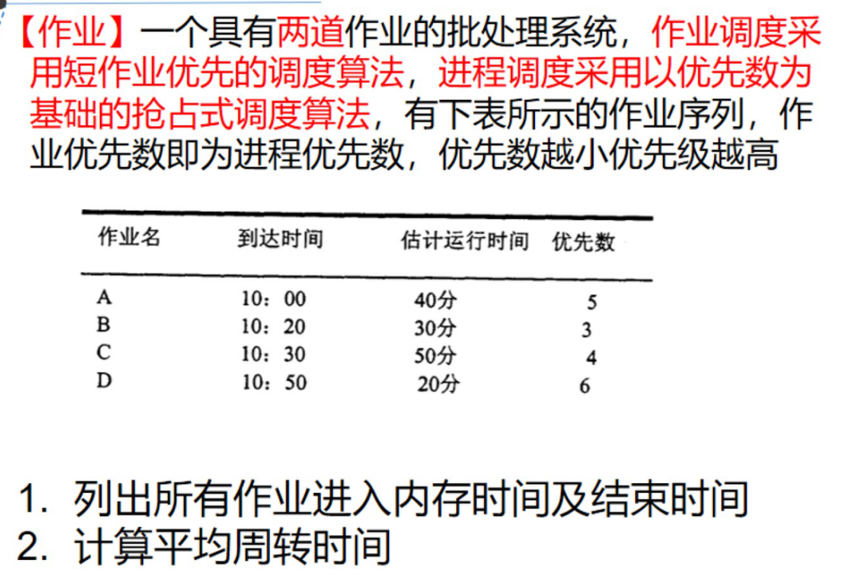 【作业】一个具有两道作业的批处理系统，作业调度采
用短作业优先的调度算法，进程调度采用以优先数为
基础的抢占式调度算法，有下表所示的作业序列，作
业优先数即为进程优先数，优先数越小优先级越高
作业名 到达时间 估计运行时间 优先数
A 10：00 40分 5
B 10：20 30分 3
C 10：30 50分 4
D 10：50 20分 6
1. 列出所有作业进入内存时间及结束时间
2. 计算平均周转时间